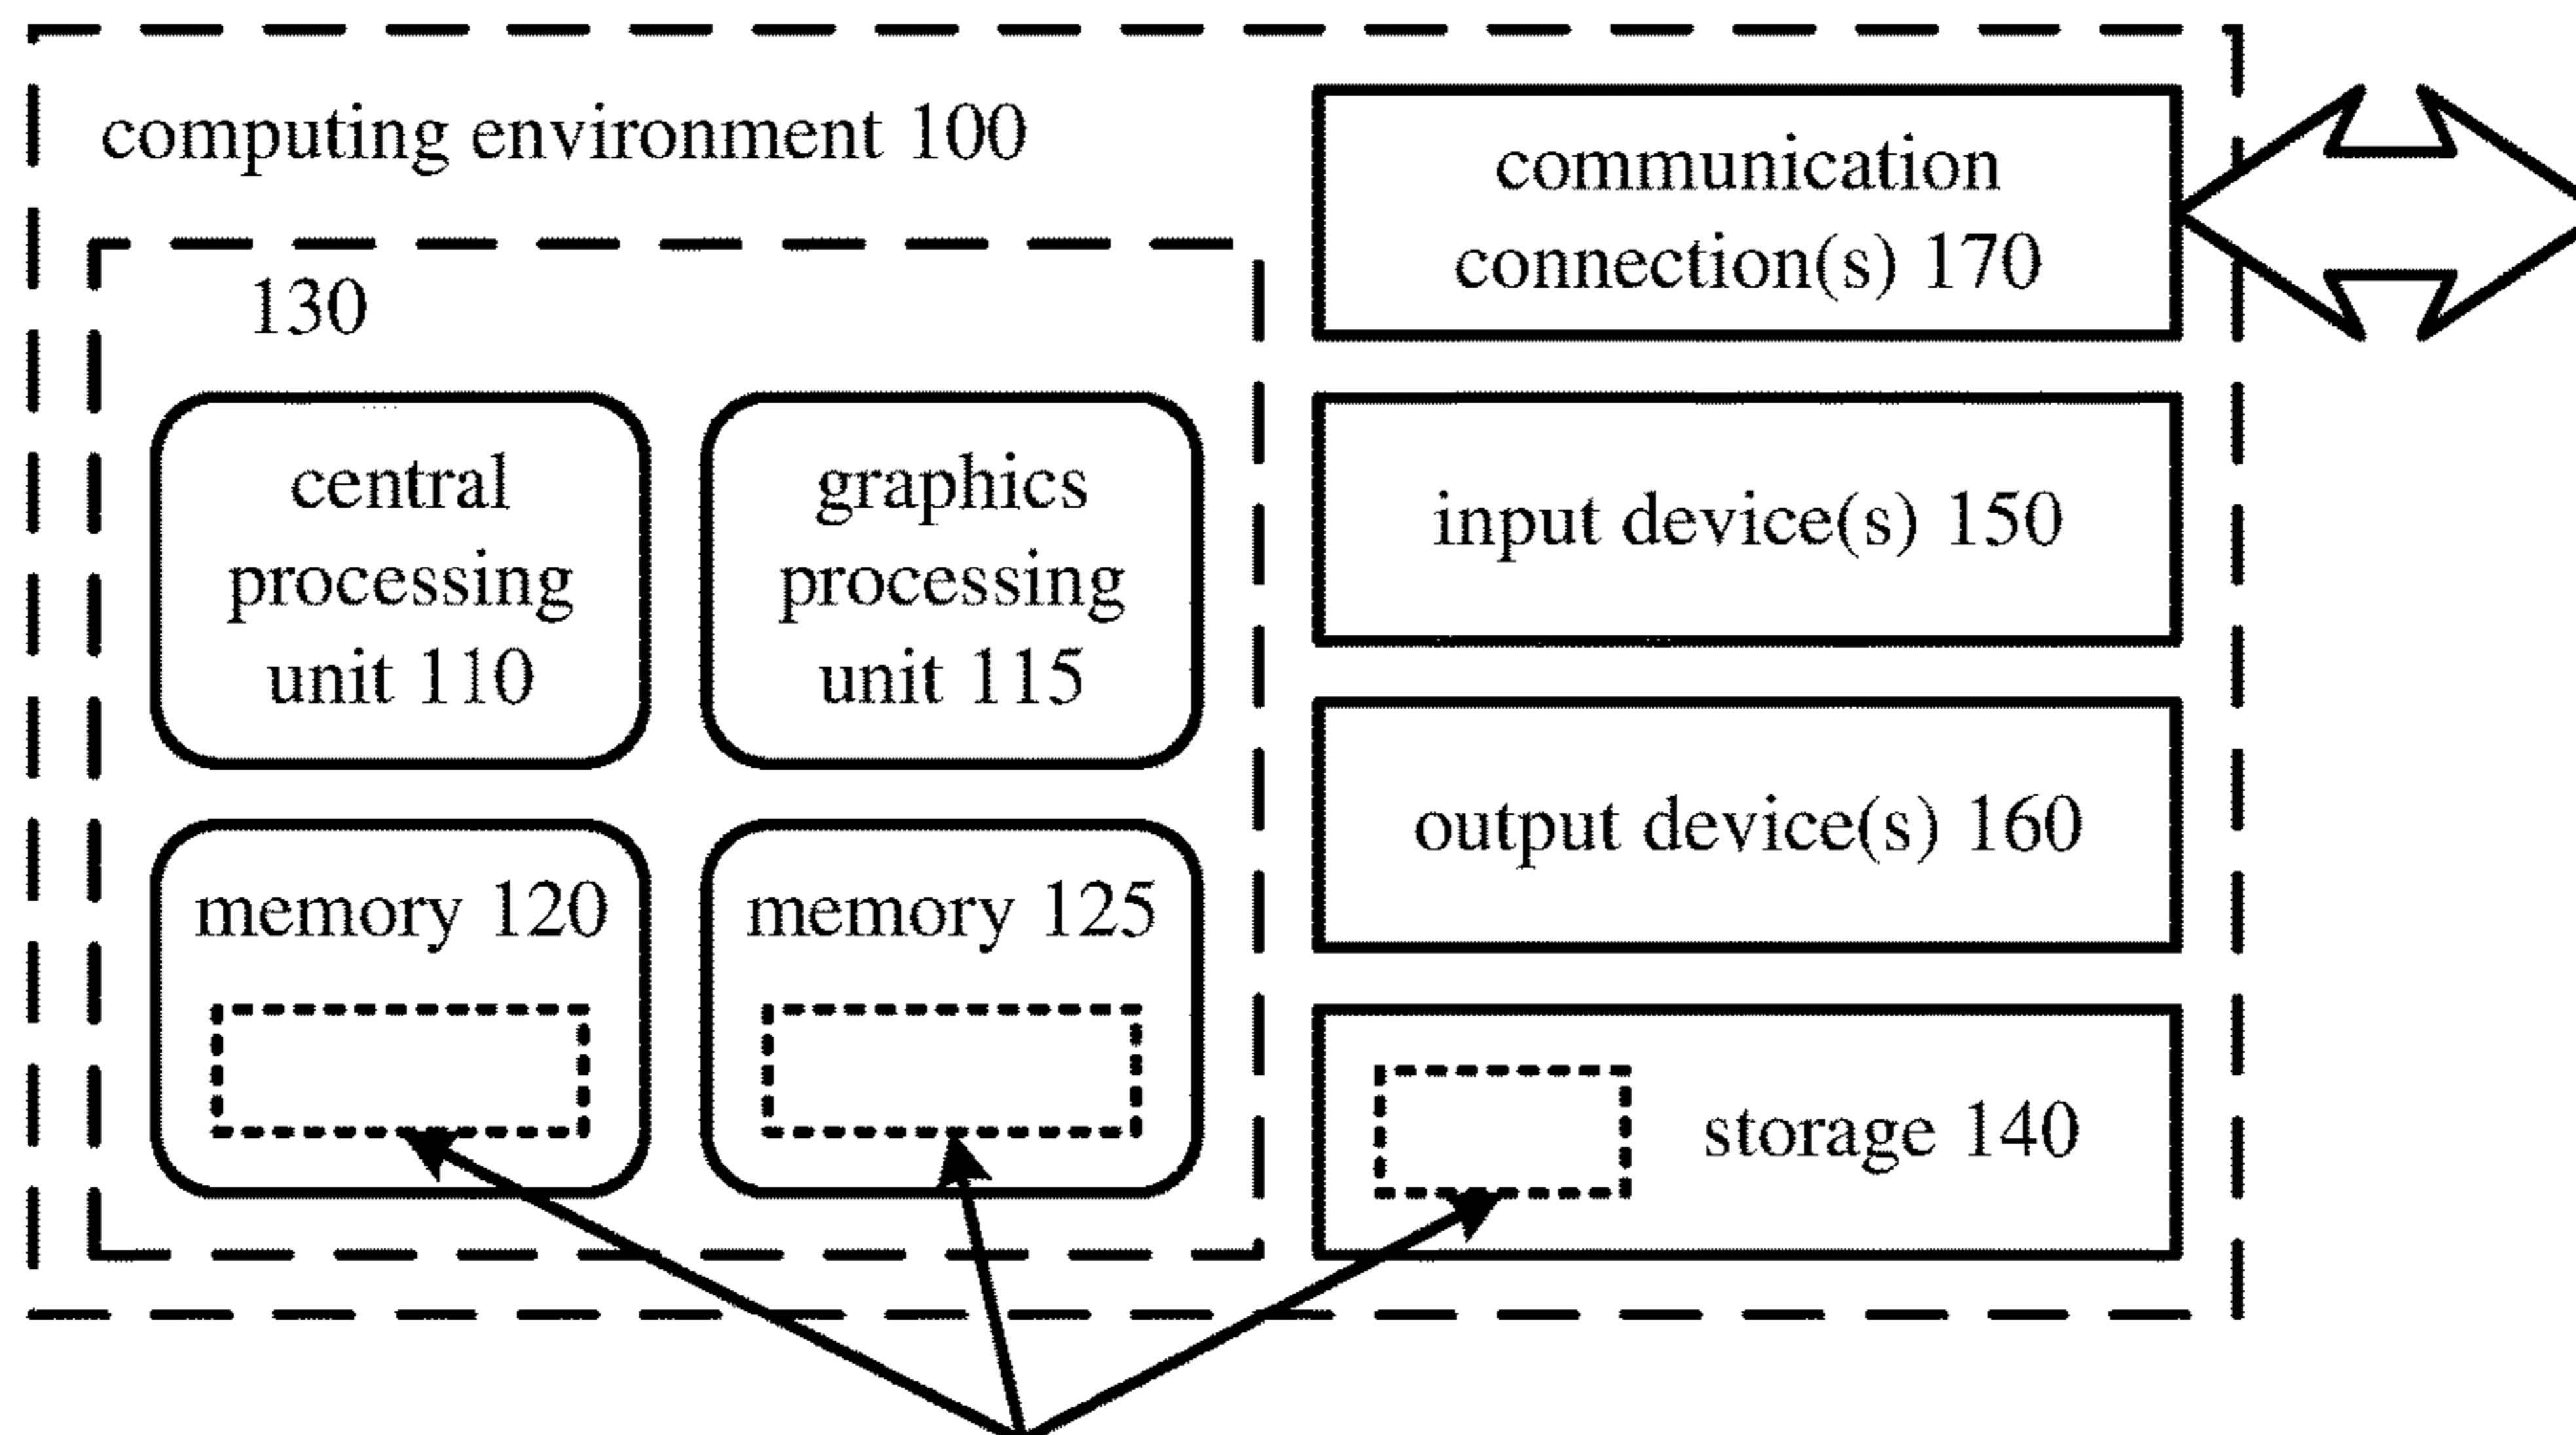 computing environment 100
130
central
processing
unit 110
graphics
processing
unit 115
memory 120
memory 125
communication
connection(s) 170
input device(s) 150
output device(s) 160
storage 140